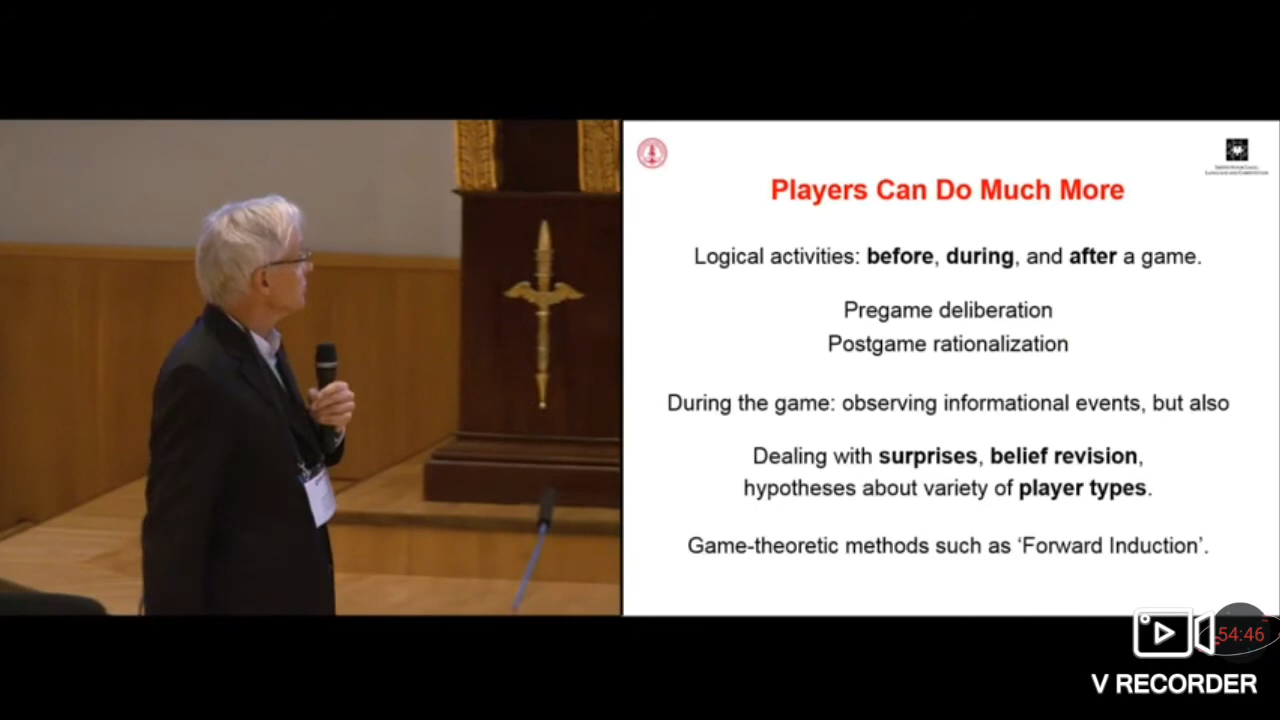 Players Can Do Much More
Logical activities: before, during, and after a game.
Pregame deliberation
Postgame rationalization
During the game: observing informational events, but also
Dealing with surprises, belief revision,
hypotheses about variety of player types.
Game-theoretic methods such as ‘Forward Induction’.
54:46
V RECORDER